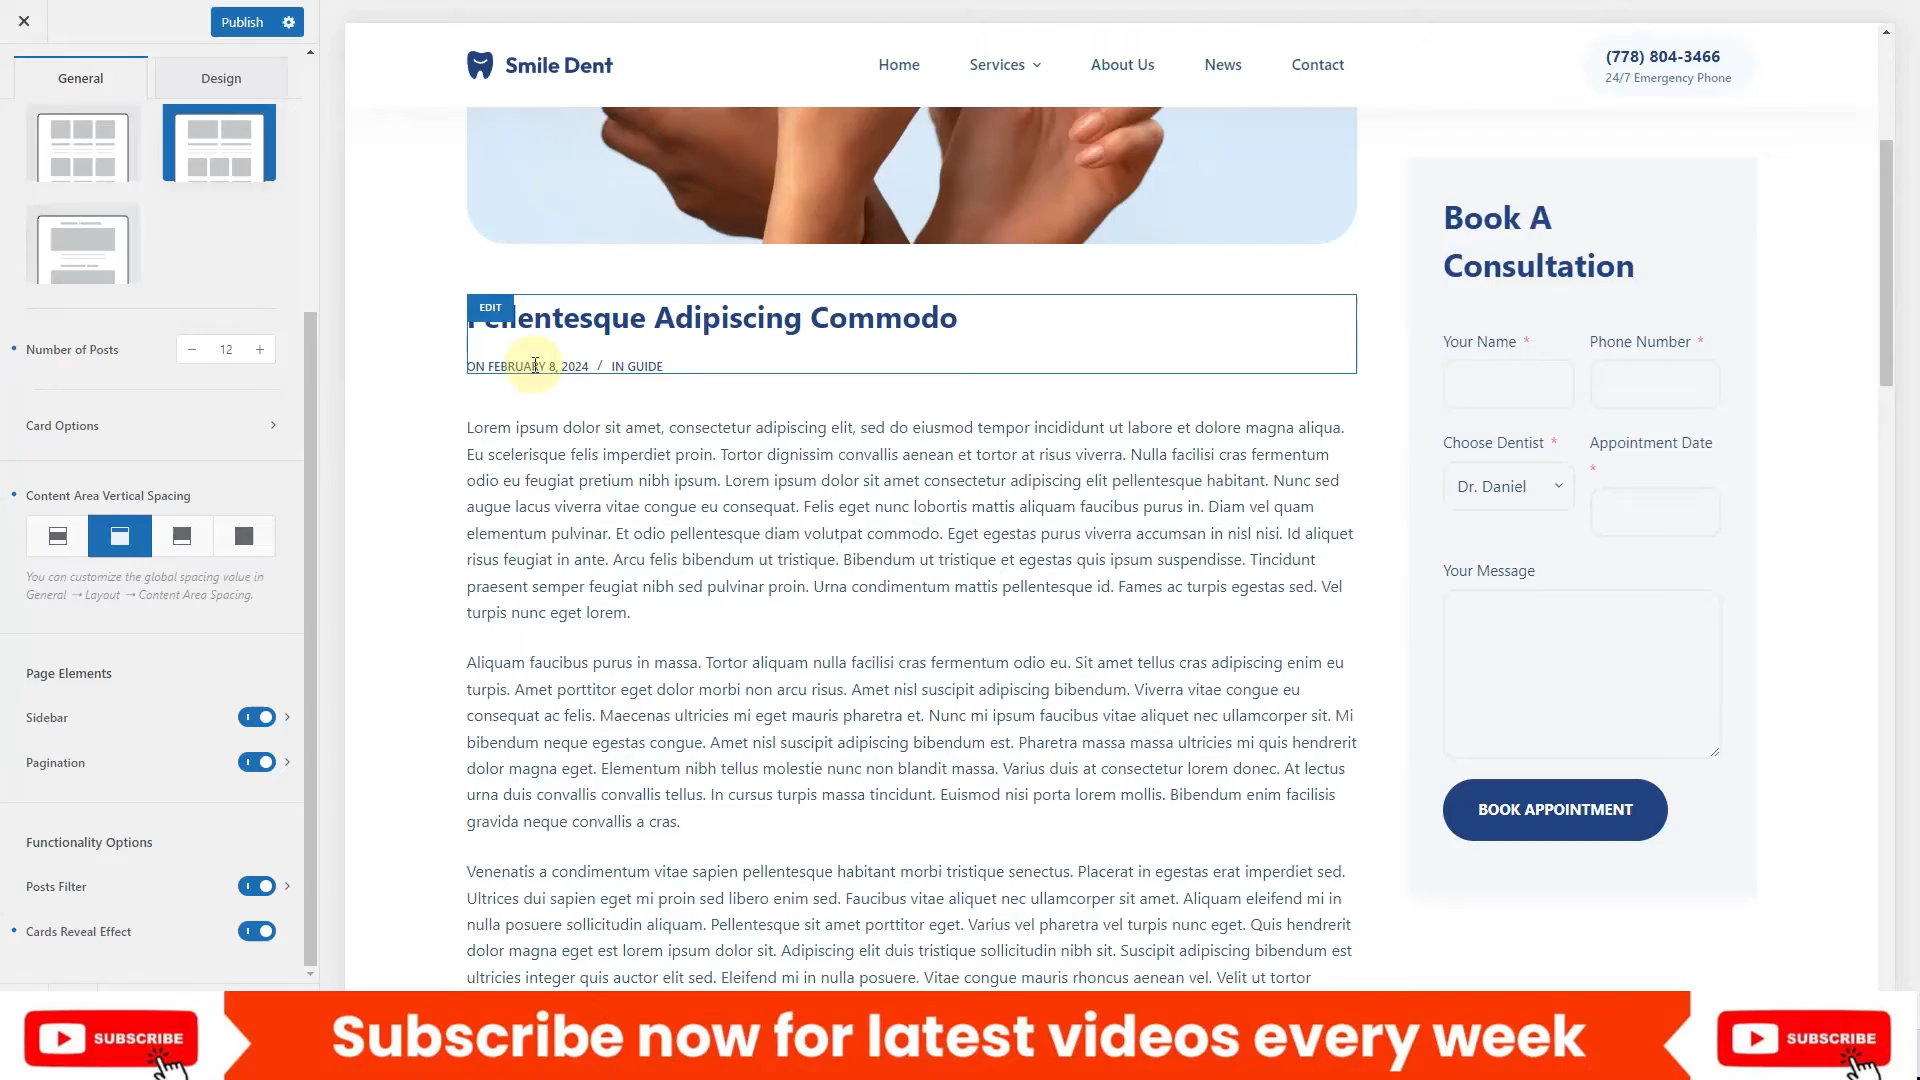 Publish
General
Design
Number of Posts
12
Card Options
Content Area Vertical Spacing
You can customize the global spacing value in
General → Layout → Content Area Spacing.
Page Elements
Sidebar
Pagination
Functionality Options
Posts Filter
Cards Reveal Effect
Smile Dent
Home
Services
About Us
News
Contact
(778) 804-3466
24/7 Emergency Phone
EDIT
Pellentesque Adipiscing Commodo
ON FEBRUARY 8, 2024 / IN GUIDE
Lorem ipsum dolor sit amet, consectetur adipiscing elit, sed do eiusmod tempor incididunt ut labore et dolore magna aliqua.
Eu scelerisque felis imperdiet proin. Tortor dignissim convallis aenean et tortor at risus viverra. Nulla facilisi cras fermentum
odio eu feugiat pretium nibh ipsum. Lorem ipsum dolor sit amet consectetur adipiscing elit pellentesque habitant. Nunc sed
augue lacus viverra vitae congue eu consequat. Felis eget nunc lobortis mattis aliquam faucibus purus in. Diam vel quam
elementum pulvinar. Et odio pellentesque diam volutpat commodo. Eget egestas purus viverra accumsan in nisl nisi. Id aliquet
risus feugiat in ante. Arcu felis bibendum ut tristique. Bibendum ut tristique et egestas quis ipsum suspendisse. Tincidunt
praesent semper feugiat nibh sed pulvinar proin. Urna condimentum mattis pellentesque id. Fames ac turpis egestas sed. Vel
turpis nunc eget lorem.
Aliquam faucibus purus in massa. Tortor aliquam nulla facilisi cras fermentum odio eu. Sit amet tellus cras adipiscing enim eu
turpis. Amet porttitor eget dolor morbi non arcu risus. Amet nisl suscipit adipiscing bibendum. Viverra vitae congue eu
consequat ac felis. Maecenas ultricies mi eget mauris pharetra et. Nunc mi ipsum faucibus vitae aliquet nec ullamcorper sit. Mi
bibendum neque egestas congue. Amet nisl suscipit adipiscing bibendum est. Pharetra massa massa ultricies mi quis hendrerit
dolor magna eget. Elementum nibh tellus molestie nunc non blandit massa. Varius duis at consectetur lorem donec. At lectus
urna duis convallis convallis tellus. In cursus turpis massa tincidunt. Euismod nisi porta lorem mollis. Bibendum enim facilisis
gravida neque convallis a cras.
Venenatis a condimentum vitae sapien pellentesque habitant morbi tristique senectus. Placerat in egestas erat imperdiet sed.
Ultrices dui sapien eget mi proin sed libero enim sed. Faucibus vitae aliquet nec ullamcorper sit amet. Aliquam eleifend mi in
nulla posuere sollicitudin aliquam. Pellentesque sit amet porttitor eget. Varius vel pharetra vel turpis nunc eget. Quis hendrerit
dolor magna eget est lorem ipsum dolor sit. Adipiscing elit duis tristique sollicitudin nibh sit. Suscipit adipiscing bibendum est
ultricies integer quis auctor elit sed. Eleifend mi in nulla posuere. Vitae congue mauris rhoncus aenean vel. Velit ut tortor
Book A
Consultation
Your Name *
Phone Number *
Choose Dentist *
Appointment Date
*
Dr. Daniel
Your Message
BOOK APPOINTMENT
SUBSCRIBE
Subscribe now for latest videos every week
SUBSCRIBE